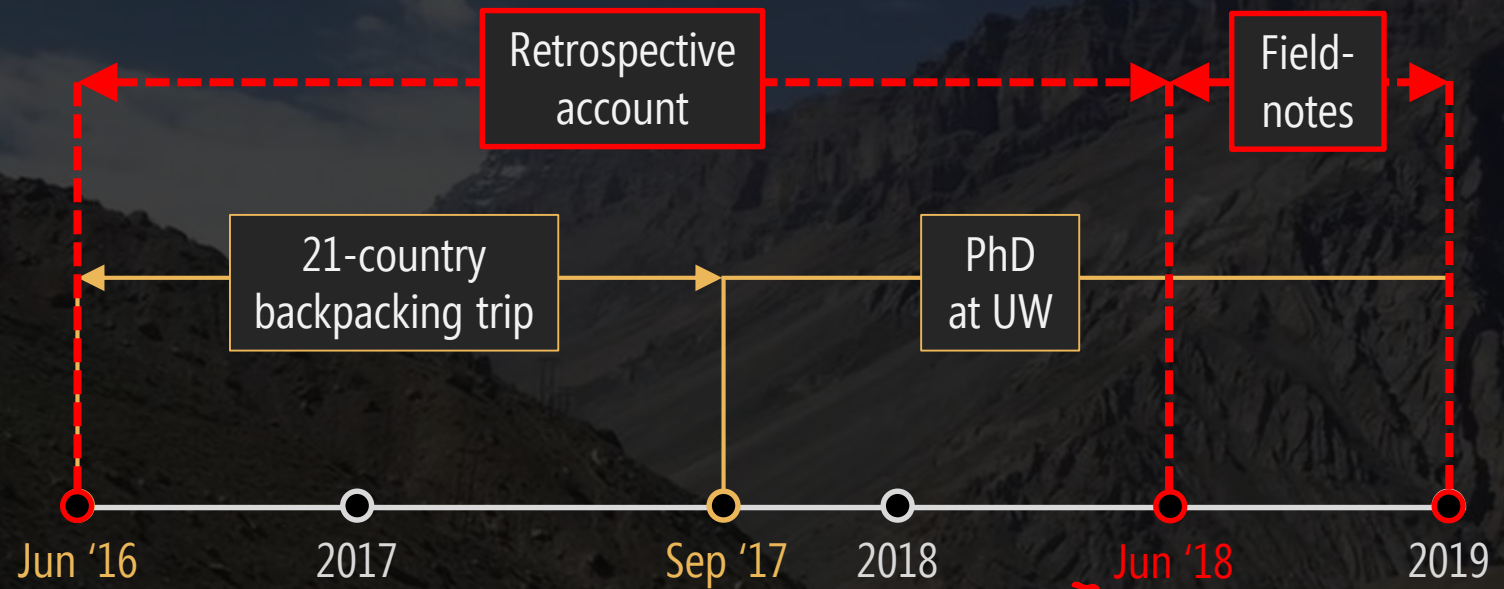 Retrospective
account
Field-
notes
21-country
backpacking trip
PhD
at UW
Jun ‘16
2017
Sep ‘17
2018
Jun ‘18
2019